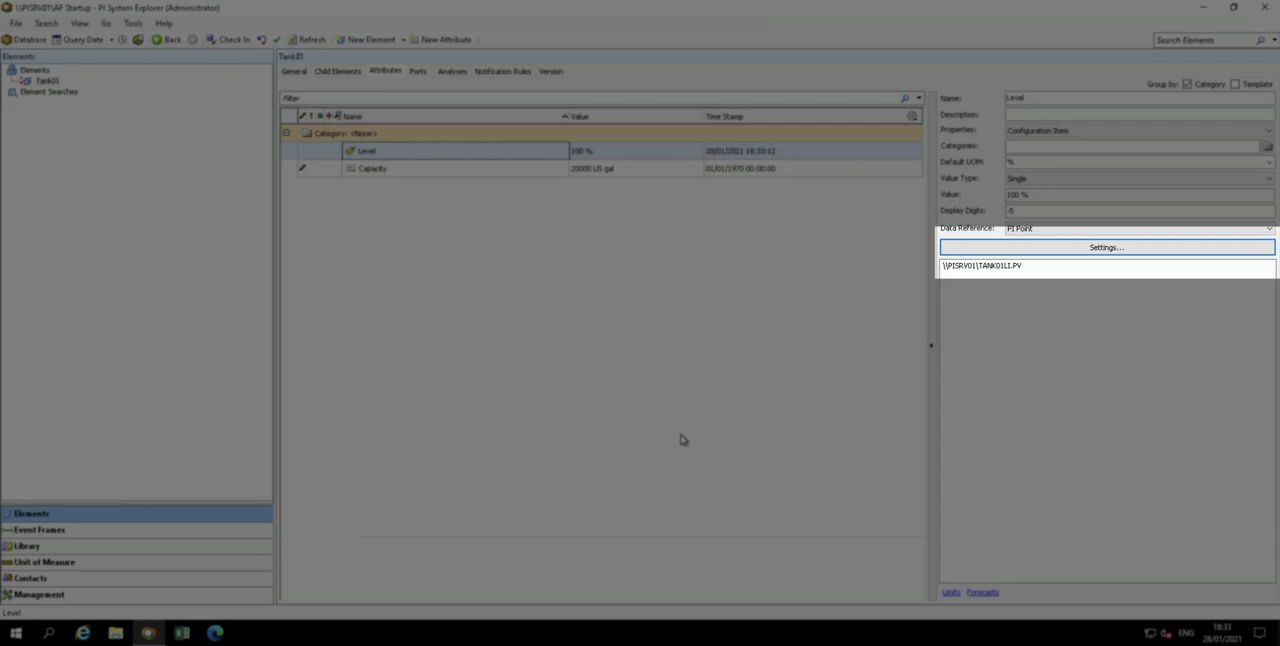 \\PISRV01\AF Startup - PI System Explorer (Administrator)
File Search View Go Tools Help
Database Query Date Back Check In Refresh New Element New Attribute
Search Elements
Elements
Elements
Tank01
Element Searches
Tank01
General Child Elements Attributes Ports Analyses Notification Rules Version
Group by: Category Template
Filter
Name Value Time Stamp
Category: <None>
Level 100 % 28/01/2021 18:33:12
Capacity 20000 US gal 01/01/1970 00:00:00
Name: Level
Description:
Properties: Configuration Item
Categories:
Default UOM: %
Value Type: Single
Value: 100 %
Display Digits: -5
Data Reference: PI Point
Settings...
\\PISRV01\TANK01LI.PV
Limits Forecasts
Elements
Event Frames
Library
Unit of Measure
Contacts
Management
Level
ENG
18:33
28/01/2021